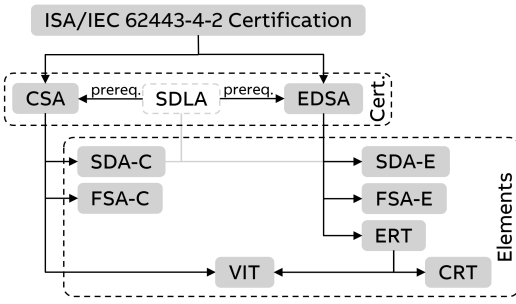 ISA/IEC 62443-4-2 Certification
CSA
prereq.
SDLA
prereq.
EDSA
Cert.
SDA-C
SDA-E
FSA-C
FSA-E
ERT
VIT
CRT
Elements